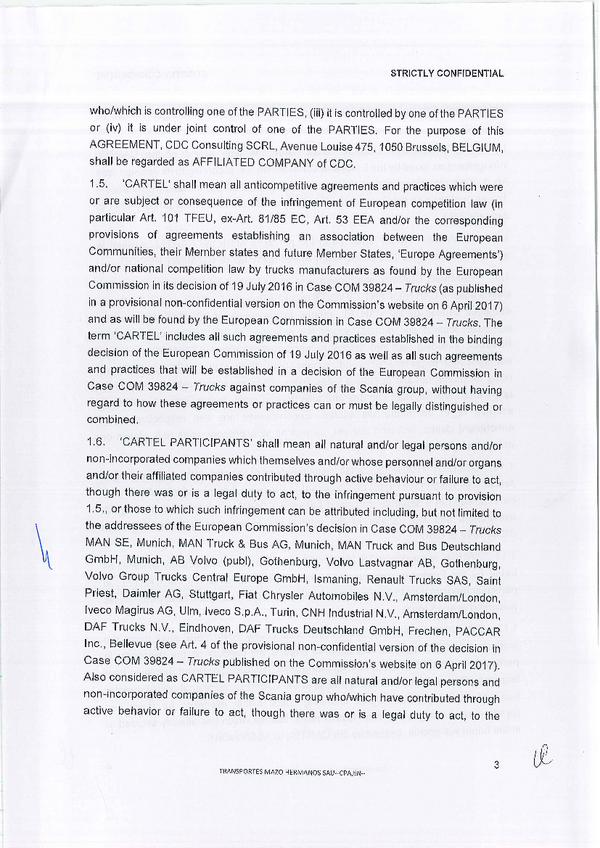 STRICTLY CONFIDENTIAL
who/which is controlling one of the PARTIES, (iii) it is controlled by one of the PARTIES
or (iv) it is under joint control of one of the PARTIES. For the purpose of this
AGREEMENT, CDC Consulting SCRL, Avenue Louise 475, 1050 Brussels, BELGIUM,
shall be regarded as AFFILIATED COMPANY of CDC.
1.5. 'CARTEL' shall mean all anticompetitive agreements and practices which were
or are subject or consequence of the infringement of European competition law (in
particular Art. 101 TFEU, ex-Art. 81/85 EC, Art. 53 EEA and/or the corresponding
provisions of agreements establishing an association between the European
Communities, their Member states and future Member States, 'Europe Agreements')
and/or national competition law by trucks manufacturers as found by the European
Commission in its decision of 19 July 2016 in Case COM 39824 – Trucks (as published
in a provisional non-confidential version on the Commission's website on 6 April 2017)
and as will be found by the European Commission in Case COM 39824 – Trucks. The
term 'CARTEL' includes all such agreements and practices established in the binding
decision of the European Commission of 19 July 2016 as well as all such agreements
and practices that will be established in a decision of the European Commission in
Case COM 39824 – Trucks against companies of the Scania group, without having
regard to how these agreements or practices can or must be legally distinguished or
combined.
1.6. 'CARTEL PARTICIPANTS' shall mean all natural and/or legal persons and/or
non-incorporated companies which themselves and/or whose personnel and/or organs
and/or their affiliated companies contributed through active behaviour or failure to act,
though there was or is a legal duty to act, to the infringement pursuant to provision
1.5., or those to which such infringement can be attributed including, but not limited to
the addressees of the European Commission's decision in Case COM 39824 – Trucks
MAN SE, Munich, MAN Truck & Bus AG, Munich, MAN Truck and Bus Deutschland
GmbH, Munich, AB Volvo (publ), Gothenburg, Volvo Lastvagnar AB, Gothenburg,
Volvo Group Trucks Central Europe GmbH, Ismaning, Renault Trucks SAS, Saint
Priest, Daimler AG, Stuttgart, Fiat Chrysler Automobiles N.V., Amsterdam/London,
Iveco Magirus AG, Ulm, Iveco S.p.A., Turin, CNH Industrial N.V., Amsterdam/London,
DAF Trucks N.V., Eindhoven, DAF Trucks Deutschland GmbH, Frechen, PACCAR
Inc., Bellevue (see Art. 4 of the provisional non-confidential version of the decision in
Case COM 39824 – Trucks published on the Commission's website on 6 April 2017).
Also considered as CARTEL PARTICIPANTS are all natural and/or legal persons and
non-incorporated companies of the Scania group who/which have contributed through
active behavior or failure to act, though there was or is a legal duty to act, to the
3
TRANSPORTES MAZO HERMANOS SAU--CPA,EN--